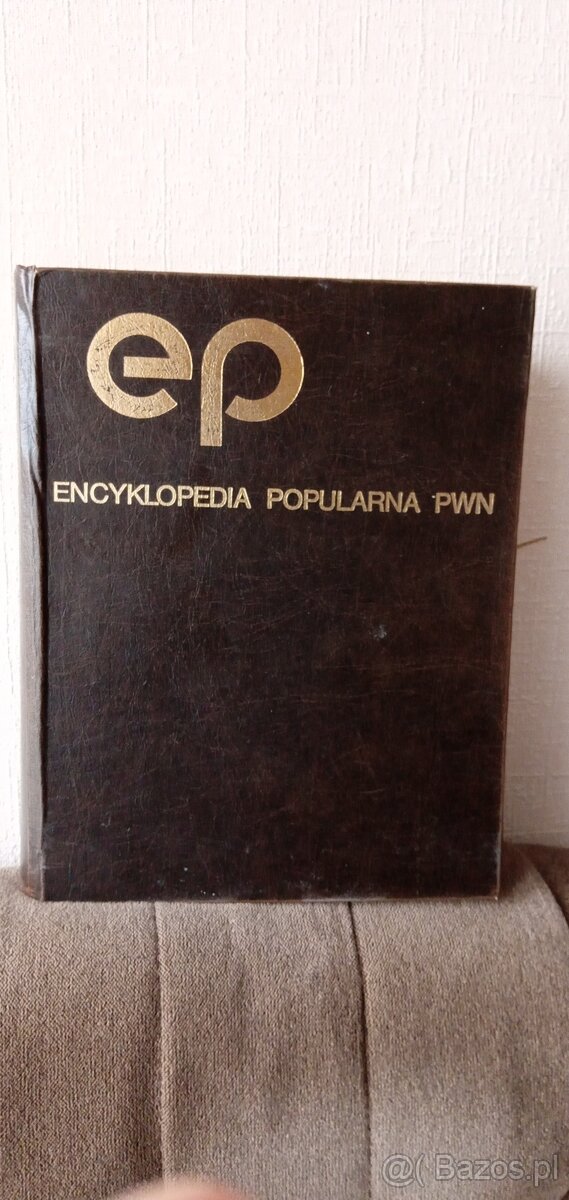 ep
ENCYKLOPEDIA POPULARNA PWN
@( Bazos.pl